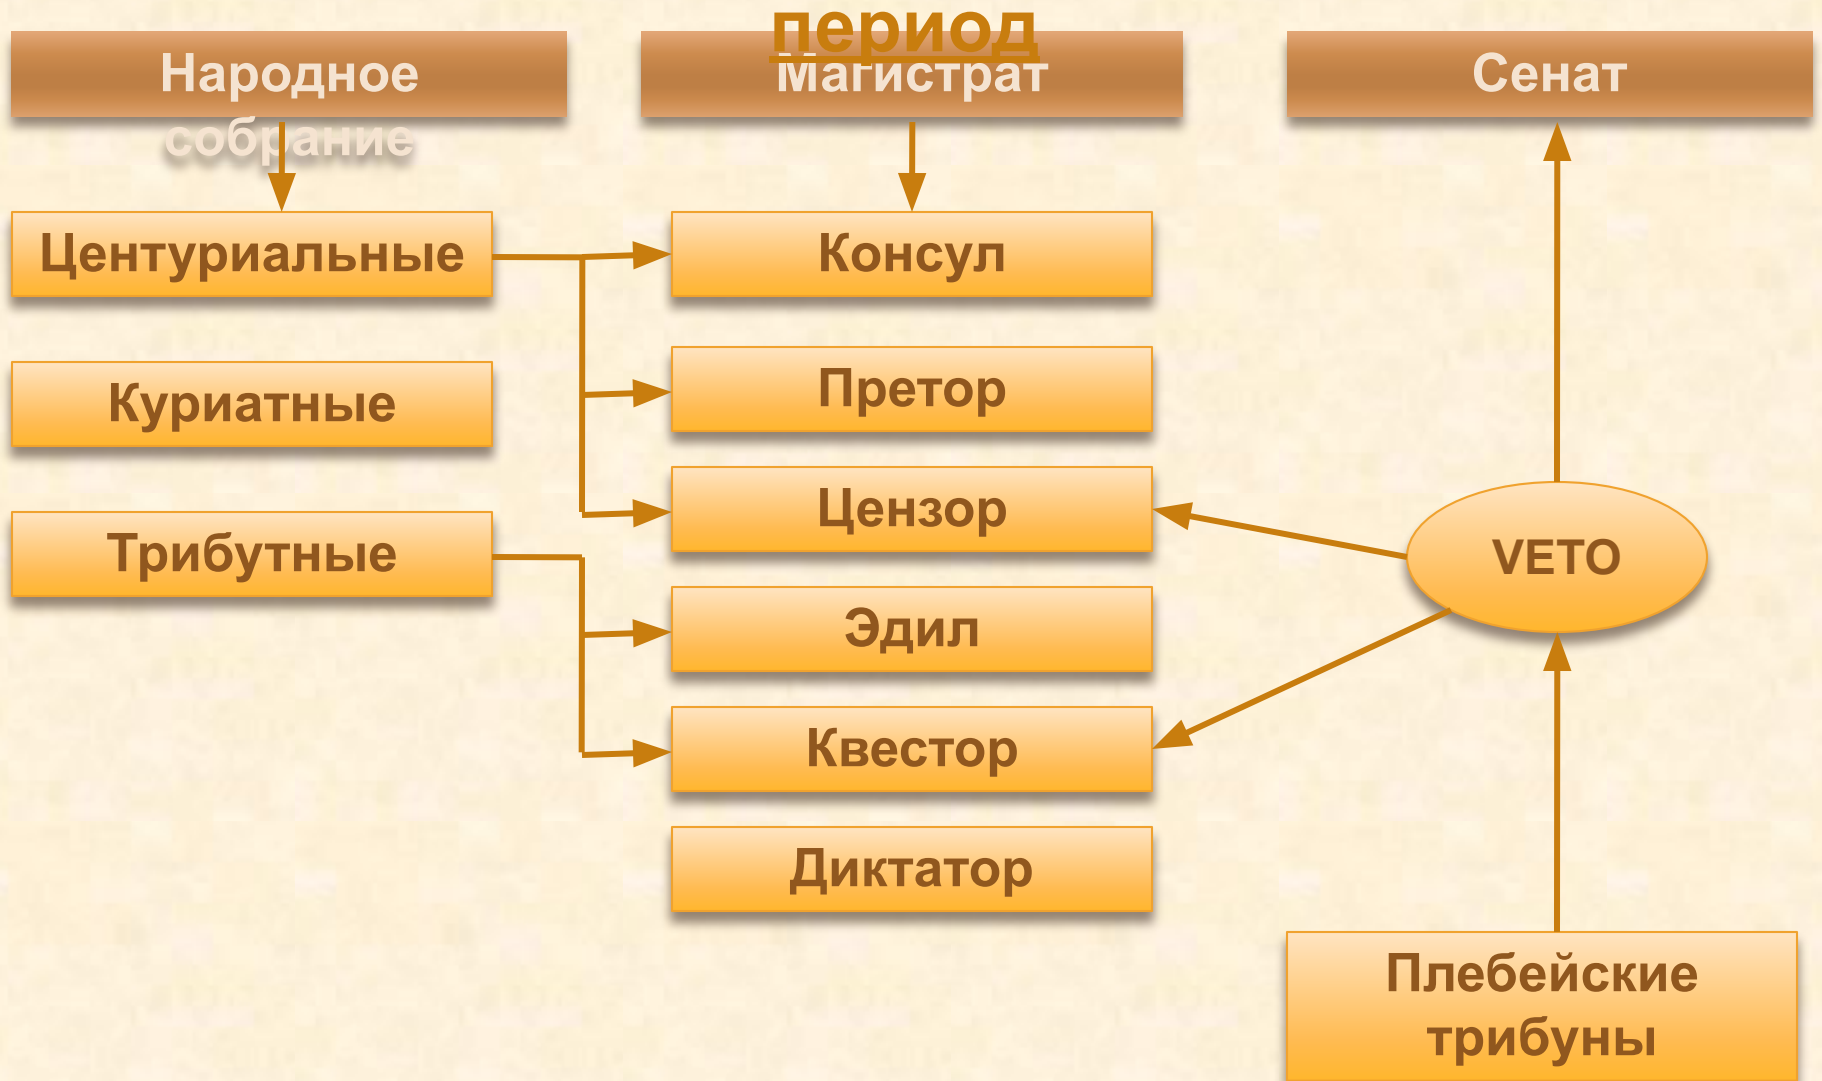 период
Народное
собрание
Магистрат
Сенат
Центуриальные
Консул
Куриатные
Претор
Цензор
Трибутные
VETO
Эдил
Квестор
Диктатор
Плебейские
трибуны